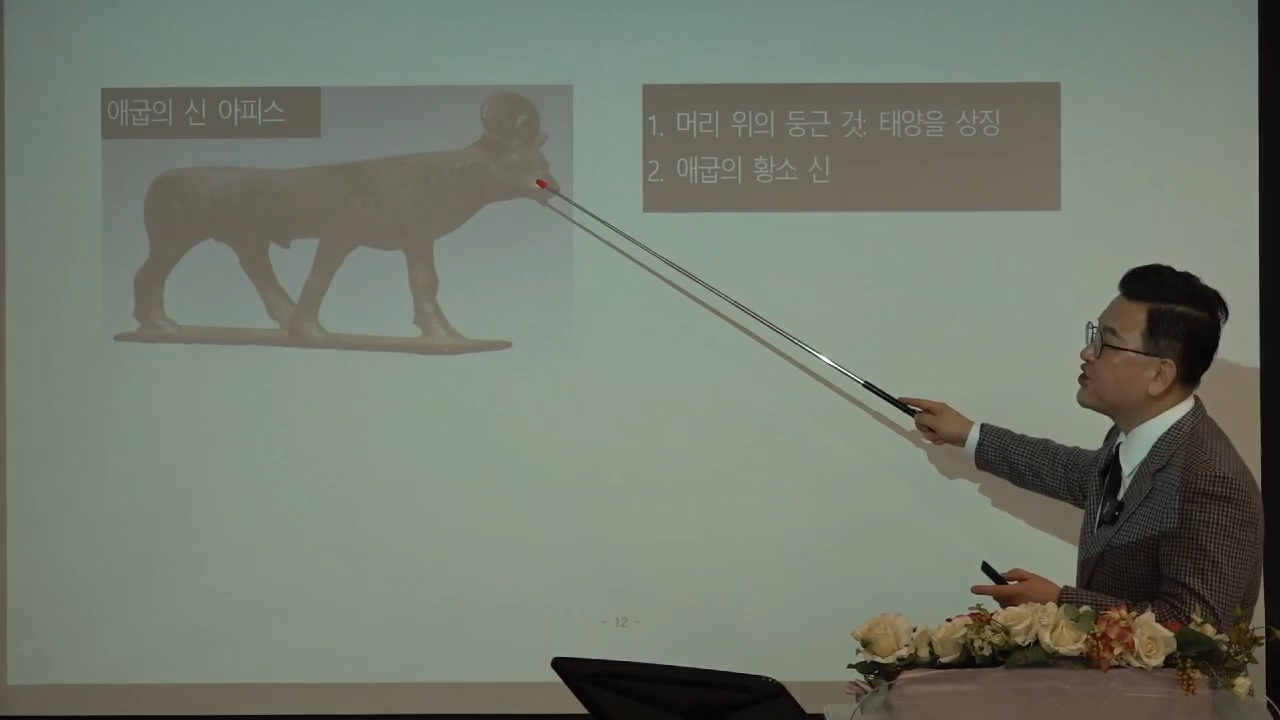 애굽의 신 아피스
1. 머리 위의 둥근 것: 태양을 상징
2. 애굽의 황소 신
- 12 -